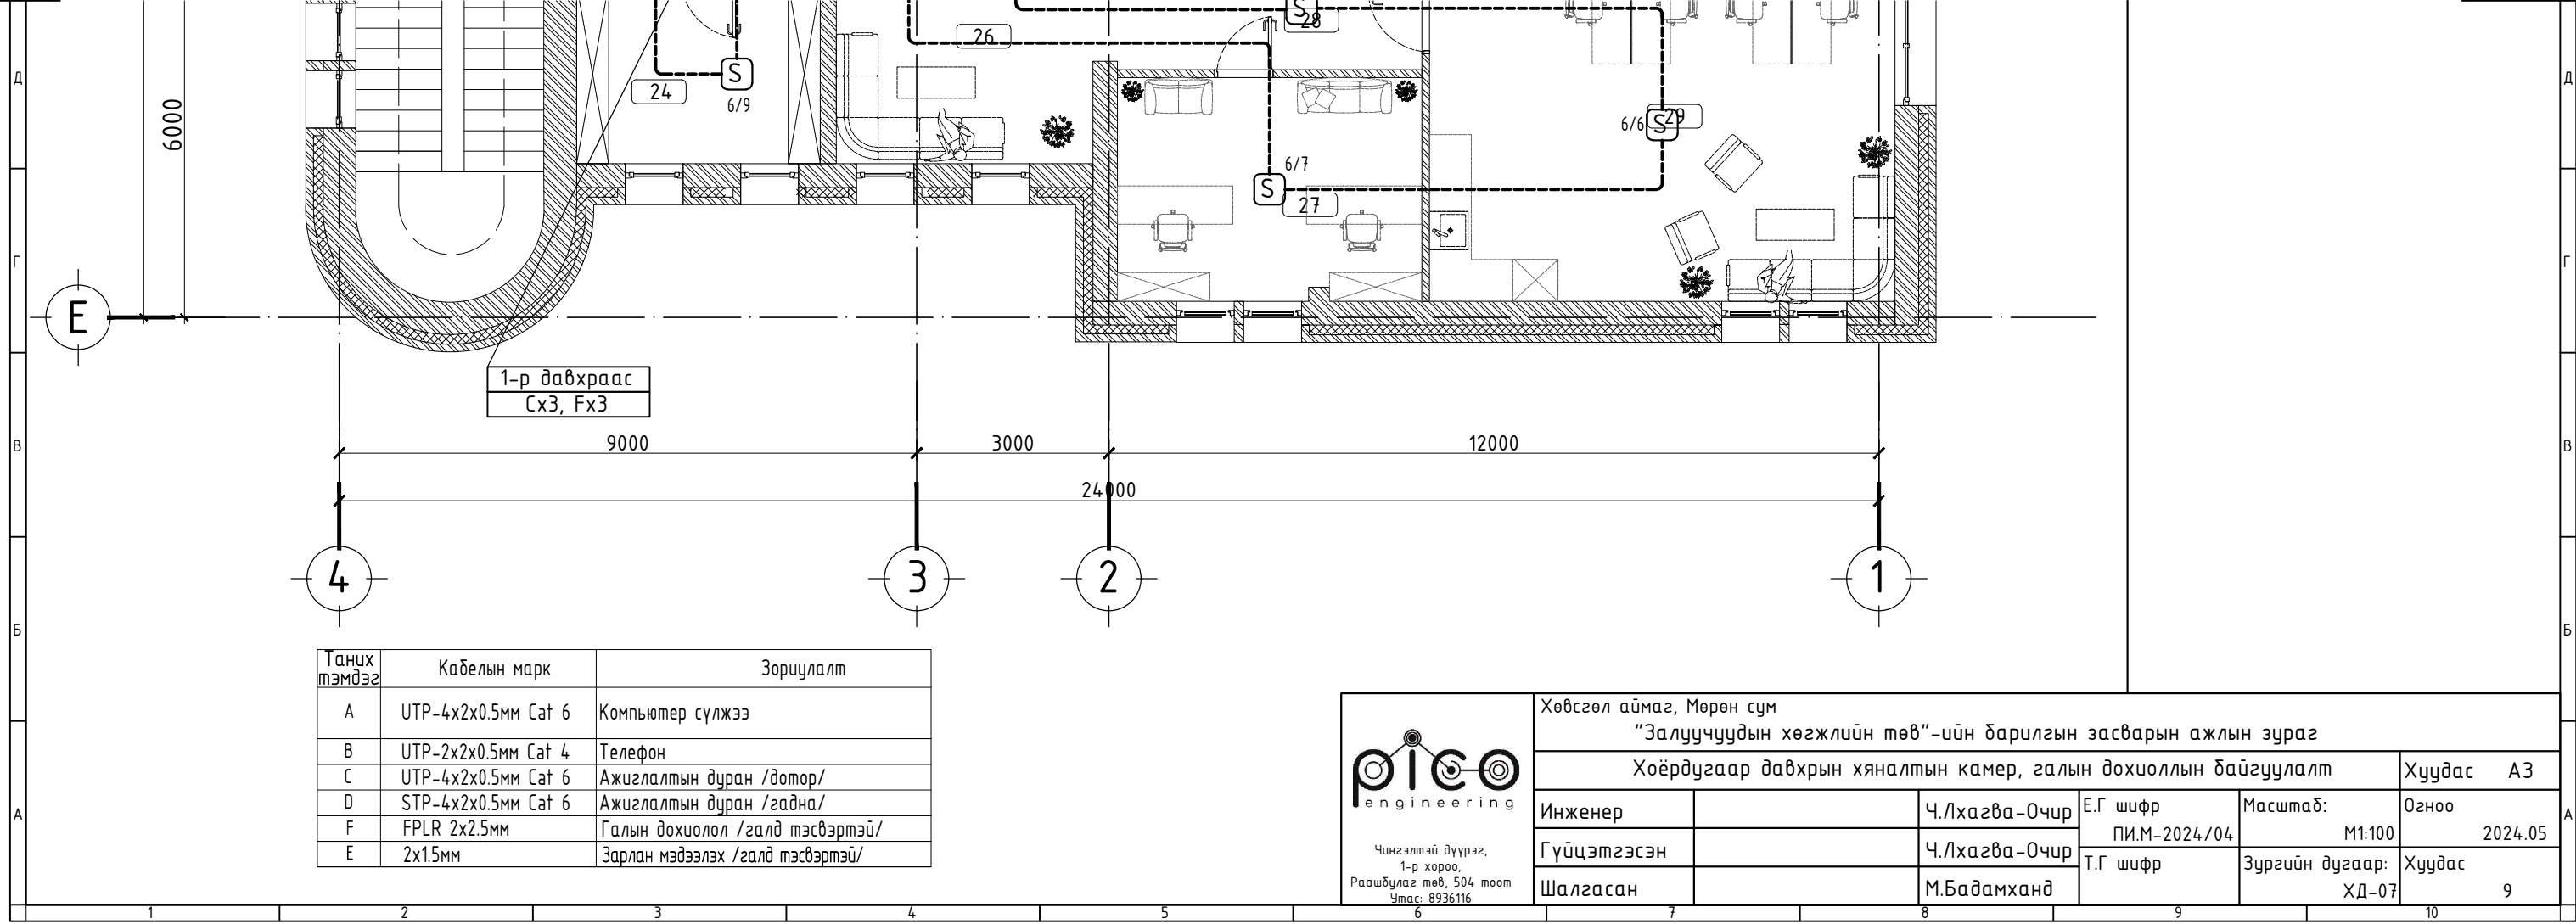 28
26
S
24
6/9
6000
6/6
S
29
6/7
S
27
Д
Д
Г
Г
E
1-р давхраас
Cx3, Fx3
В
В
9000
3000
12000
24000
4
3
2
1
Б
Б
Таних тэмдэг
Кабелын марк
Зориулалт
A
UTP-4x2x0.5мм Cat 6
Компьютер сүлжээ
B
UTP-2x2x0.5мм Cat 4
Телефон
C
UTP-4x2x0.5мм Cat 6
Ажиглалтын дуран /дотор/
D
STP-4x2x0.5мм Cat 6
Ажиглалтын дуран /гадна/
F
FPLR 2x2.5мм
Галын дохиолол /галд тэсвэртэй/
E
2x1.5мм
Зарлан мэдээлэх /галд тэсвэртэй/
А
А
pico
engineering
Чингэлтэй дүүрэг,
1-р хороо,
Раашбулаг төв, 504 тоот
Утас: 8936116
Хөвсгөл аймаг, Мөрөн сум
"Залуучуудын хөгжлийн төв"-ийн барилгын засварын ажлын зураг
Хоёрдугаар давхрын хяналтын камер, галын дохиоллын байгуулалт
Хуудас A3
Инженер
Ч.Лхагва-Очир
Гүйцэтгэсэн
Ч.Лхагва-Очир
Шалгасан
М.Бадамханд
Е.Г шифр
ПИ.М-2024/04
Масштаб:
M1:100
Огноо
2024.05
Т.Г шифр
Зургийн дугаар:
ХД-07
Хуудас
9
1 2 3 4 5 6 7 8 9 10